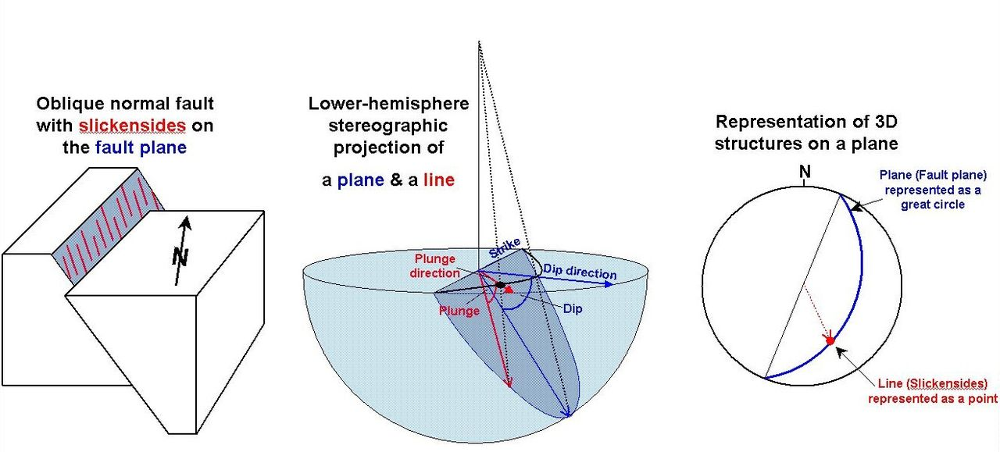 Oblique normal fault
with slickensides on
the fault plane
N
Lower-hemisphere
stereographic
projection of
a plane & a line
Strike
Plunge
direction
Dip direction
Plunge
Dip
Representation of 3D
structures on a plane
N
Plane (Fault plane)
represented as a
great circle
Line (Slickensides)
represented as a point